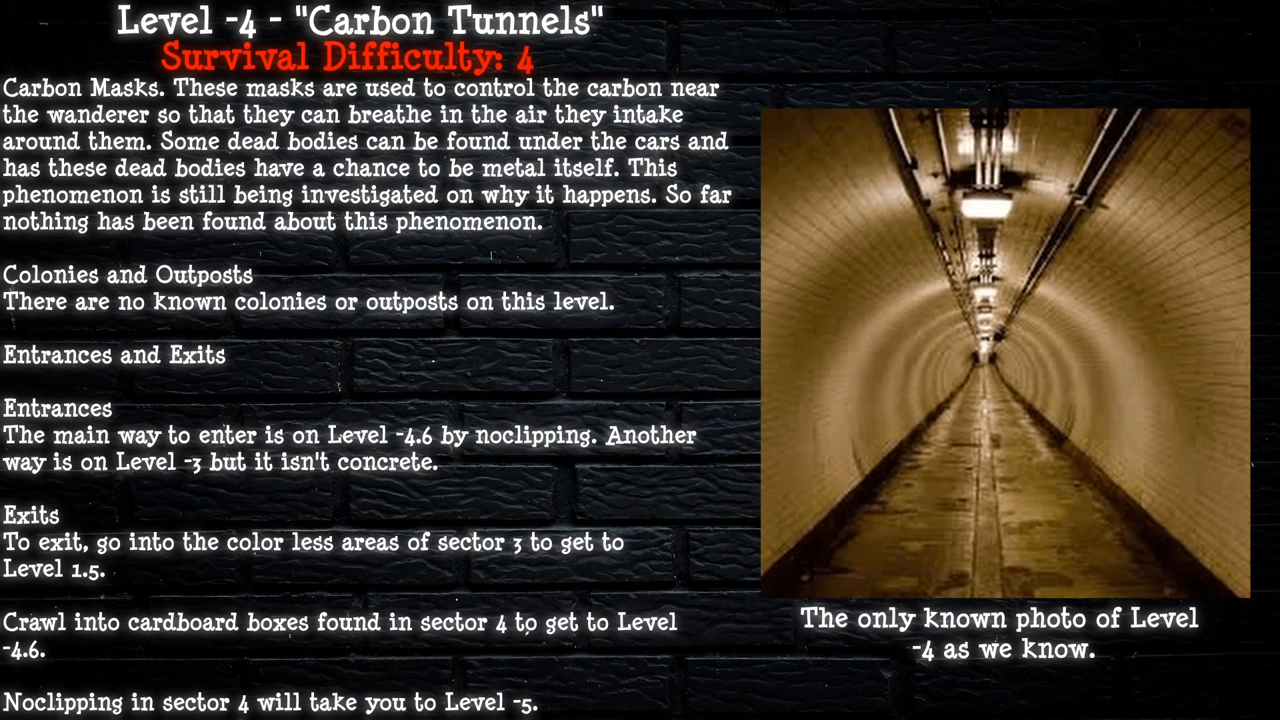 Level -4 - "Carbon Tunnels"
Survival Difficulty: 4
Carbon Masks. These masks are used to control the carbon near
the wanderer so that they can breathe in the air they intake
around them. Some dead bodies can be found under the cars and
has these dead bodies have a chance to be metal itself. This
phenomenon is still being investigated on why it happens. So far
nothing has been found about this phenomenon.
Colonies and Outposts
There are no known colonies or outposts on this level.
Entrances and Exits
Entrances
The main way to enter is on Level -4.6 by noclipping. Another
way is on Level -3 but it isn't concrete.
Exits
To exit, go into the color less areas of sector 3 to get to
Level 1.5.
Crawl into cardboard boxes found in sector 4 to get to Level
-4.6.
Noclipping in sector 4 will take you to Level -5.
The only known photo of Level
-4 as we know.